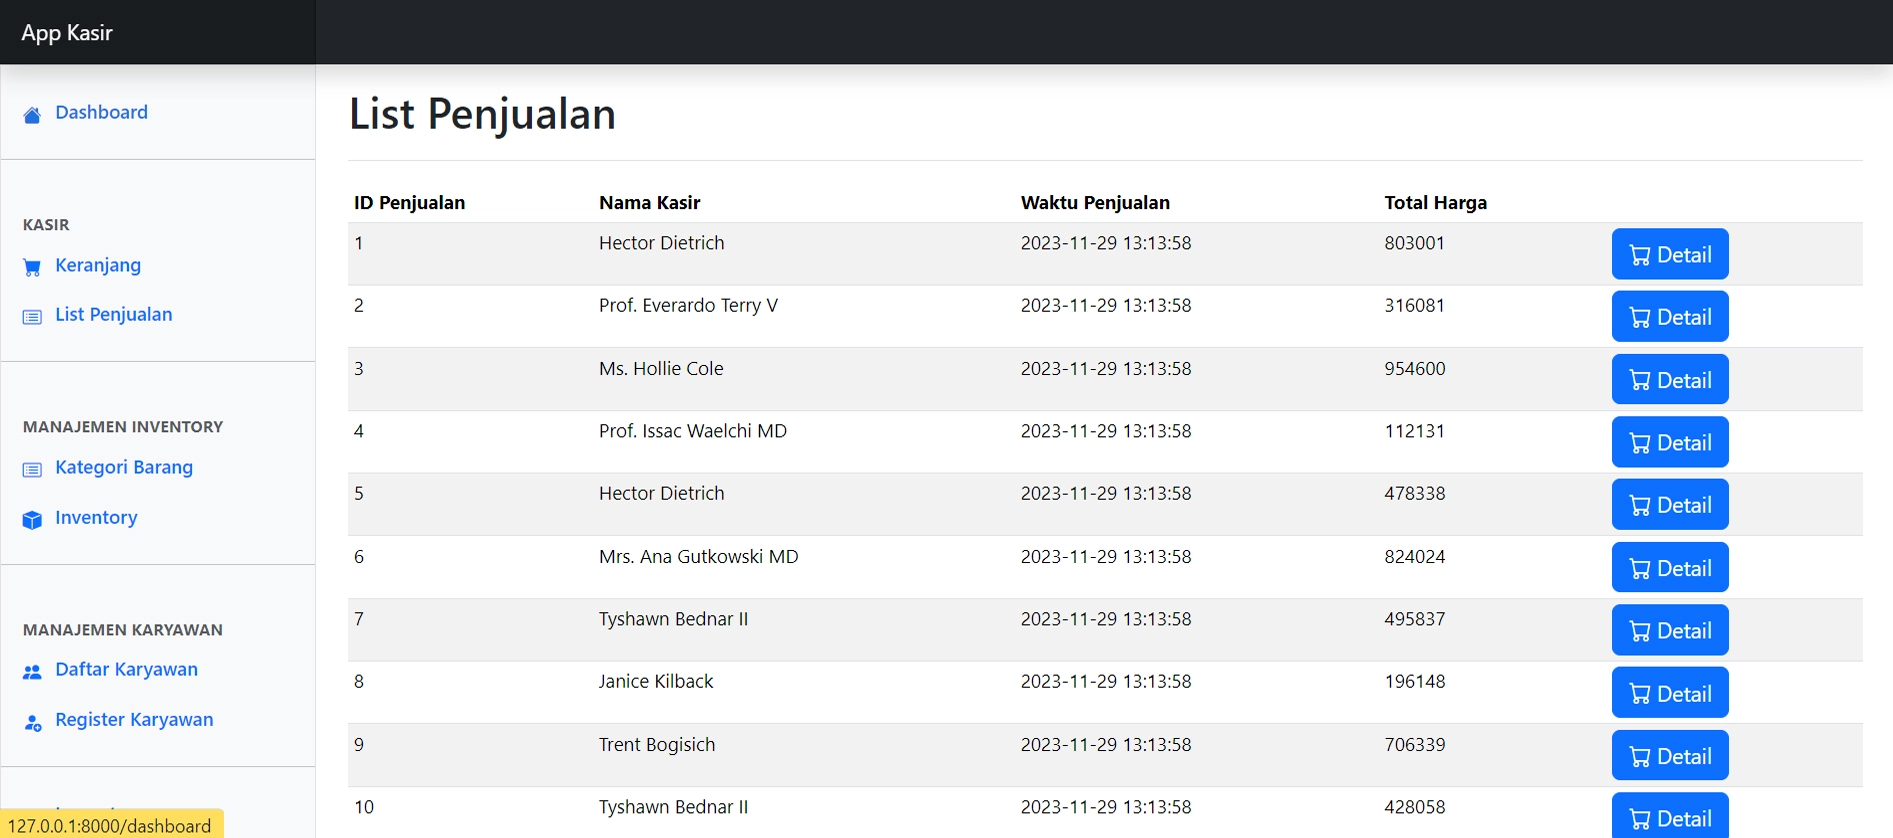 App Kasir
Dashboard
KASIR
Keranjang
List Penjualan
MANAJEMEN INVENTORY
Kategori Barang
Inventory
MANAJEMEN KARYAWAN
Daftar Karyawan
Register Karyawan
127.0.0.1:8000/dashboard
List Penjualan
ID Penjualan Nama Kasir Waktu Penjualan Total Harga
1 Hector Dietrich 2023-11-29 13:13:58 803001 Detail
2 Prof. Everardo Terry V 2023-11-29 13:13:58 316081 Detail
3 Ms. Hollie Cole 2023-11-29 13:13:58 954600 Detail
4 Prof. Issac Waelchi MD 2023-11-29 13:13:58 112131 Detail
5 Hector Dietrich 2023-11-29 13:13:58 478338 Detail
6 Mrs. Ana Gutkowski MD 2023-11-29 13:13:58 824024 Detail
7 Tyshawn Bednar II 2023-11-29 13:13:58 495837 Detail
8 Janice Kilback 2023-11-29 13:13:58 196148 Detail
9 Trent Bogisich 2023-11-29 13:13:58 706339 Detail
10 Tyshawn Bednar II 2023-11-29 13:13:58 428058 Detail